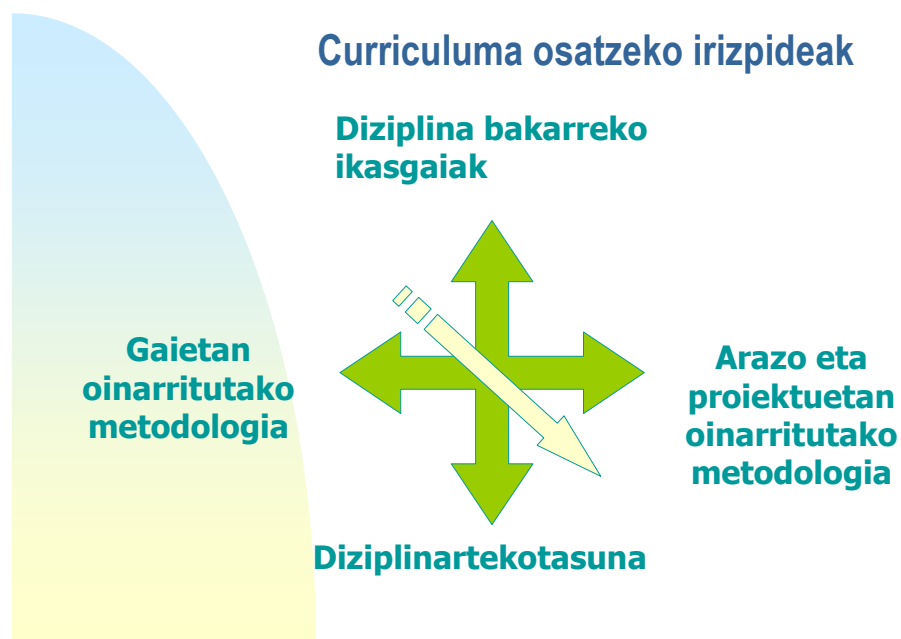 Curriculuma osatzeko irizpideak
Diziplina bakarreko
ikasgaiak
Gaietan
oinarritutako
metodologia
Arazo eta
proiektuetan
oinarritutako
metodologia
Diziplinartekotasuna